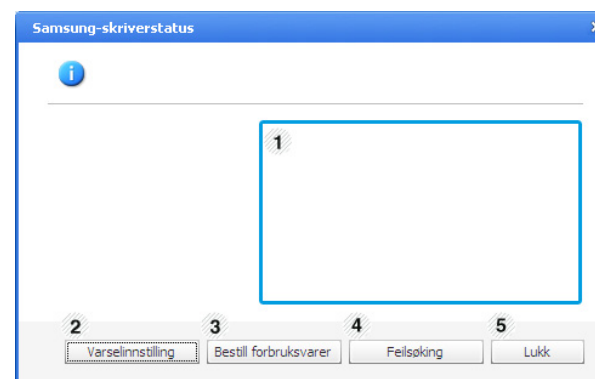 Samsung-skriverstatus
1
2 3 4 5
Varselinnstilling Bestill forbruksvarer Feilsøking Lukk